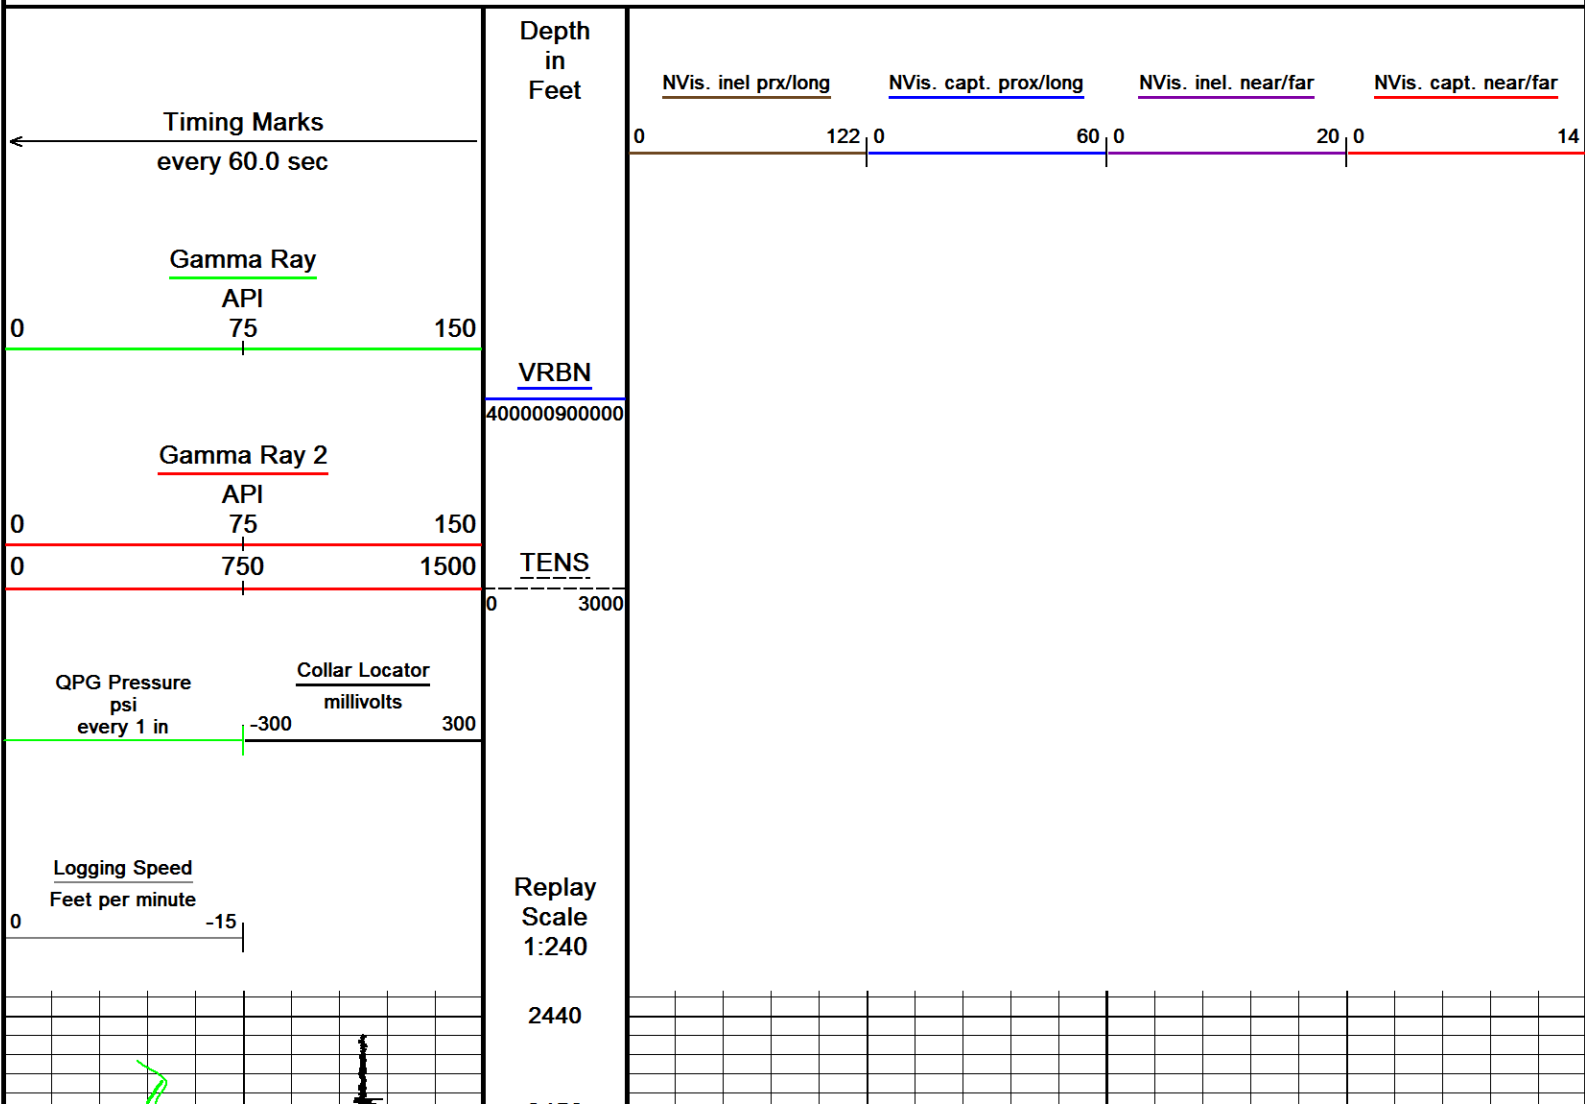 Timing Marks
every 60.0 sec
Gamma Ray
API
0 75 150
Gamma Ray 2
API
0 75 150
0 750 1500
QPG Pressure
psi
every 1 in
Collar Locator
millivolts
-300 300
Logging Speed
Feet per minute
0 -15
Depth
in
Feet
VRBN
400000900000
TENS
0 3000
Replay
Scale
1:240
2440
NVis. inel prx/long
0 122
NVis. capt. prox/long
0 60
NVis. inel. near/far
0 20
NVis. capt. near/far
0 14